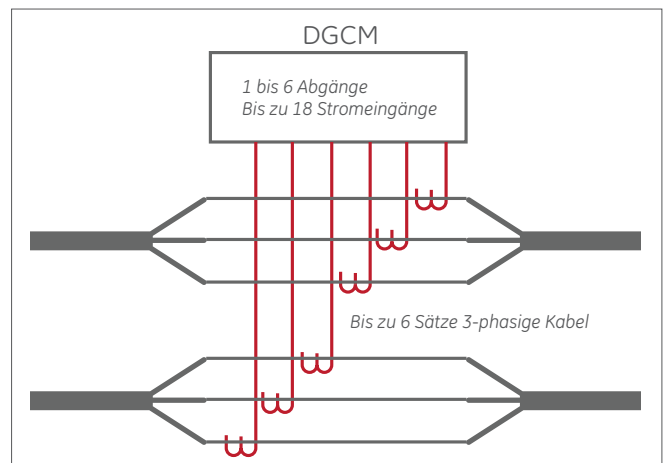 DGCM
1 bis 6 Abgänge
Bis zu 18 Stromeingänge
Bis zu 6 Sätze 3-phasige Kabel